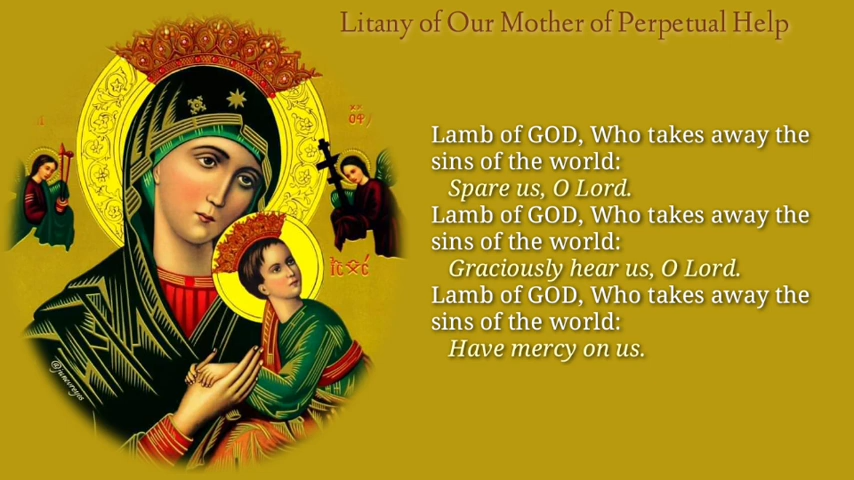 Litany of Our Mother of Perpetual Help
Lamb of GOD, Who takes away the
sins of the world:
Spare us, O Lord.
Lamb of GOD, Who takes away the
sins of the world:
Graciously hear us, O Lord.
Lamb of GOD, Who takes away the
sins of the world:
Have mercy on us.